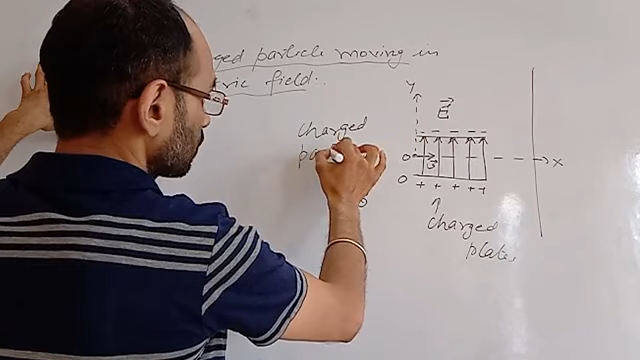 ged particle moving in
ric field.
charged
pa
Y
E
O
X
O
+ + + + +
charged
plate,